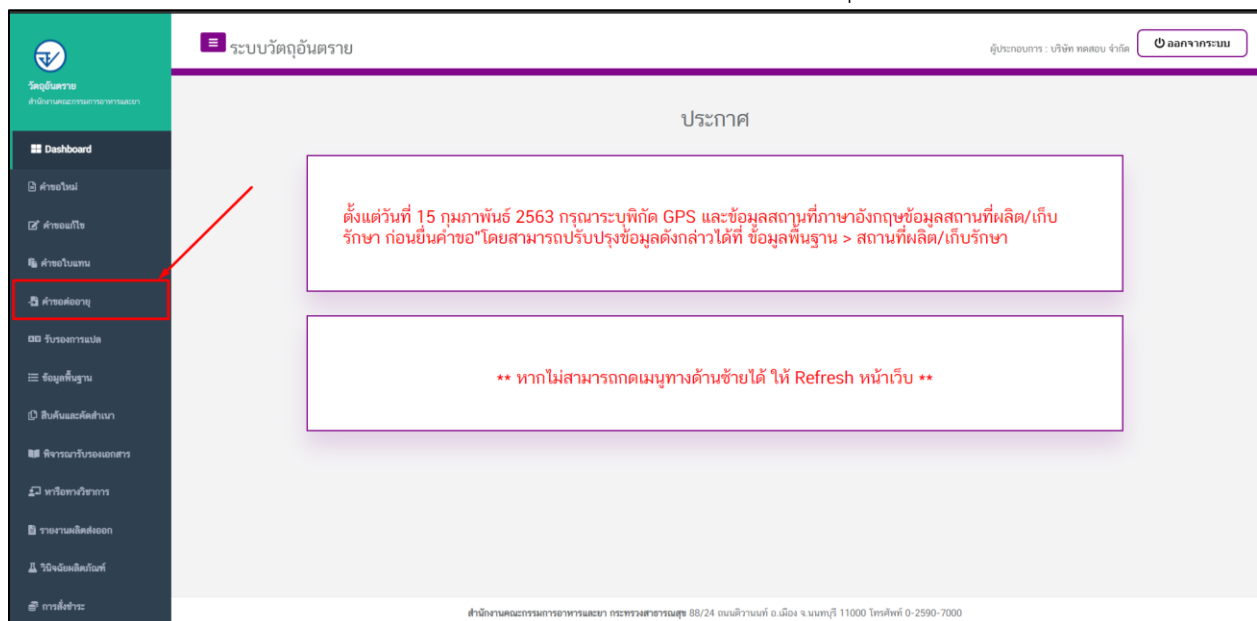 วัตถุอันตราย
สำนักงานคณะกรรมการอาหารและยา
Dashboard
คำขอใหม่
คำขอแก้ไข
คำขอใบแทน
คำขอต่ออายุ
รับรองการแปล
ข้อมูลพื้นฐาน
สืบค้นและคัดสำเนา
พิจารณารับรองเอกสาร
หารือทางวิชาการ
รายงานผลิตส่งออก
วินิจฉัยผลิตภัณฑ์
การสั่งชำระ
ระบบวัตถุอันตราย
ผู้ประกอบการ : บริษัท ทดสอบ จำกัด
ออกจากระบบ
ประกาศ
ตั้งแต่วันที่ 15 กุมภาพันธ์ 2563 กรุณาระบุพิกัด GPS และข้อมูลสถานที่ภาษาอังกฤษข้อมูลสถานที่ผลิต/เก็บ
รักษา ก่อนยื่นคำขอ"โดยสามารถปรับปรุงข้อมูลดังกล่าวได้ที่ ข้อมูลพื้นฐาน > สถานที่ผลิต/เก็บรักษา
** หากไม่สามารถกดเมนูทางด้านซ้ายได้ ให้ Refresh หน้าเว็บ **
สำนักงานคณะกรรมการอาหารและยา กระทรวงสาธารณสุข 88/24 ถนนติวานนท์ อ.เมือง จ.นนทบุรี 11000 โทรศัพท์ 0-2590-7000